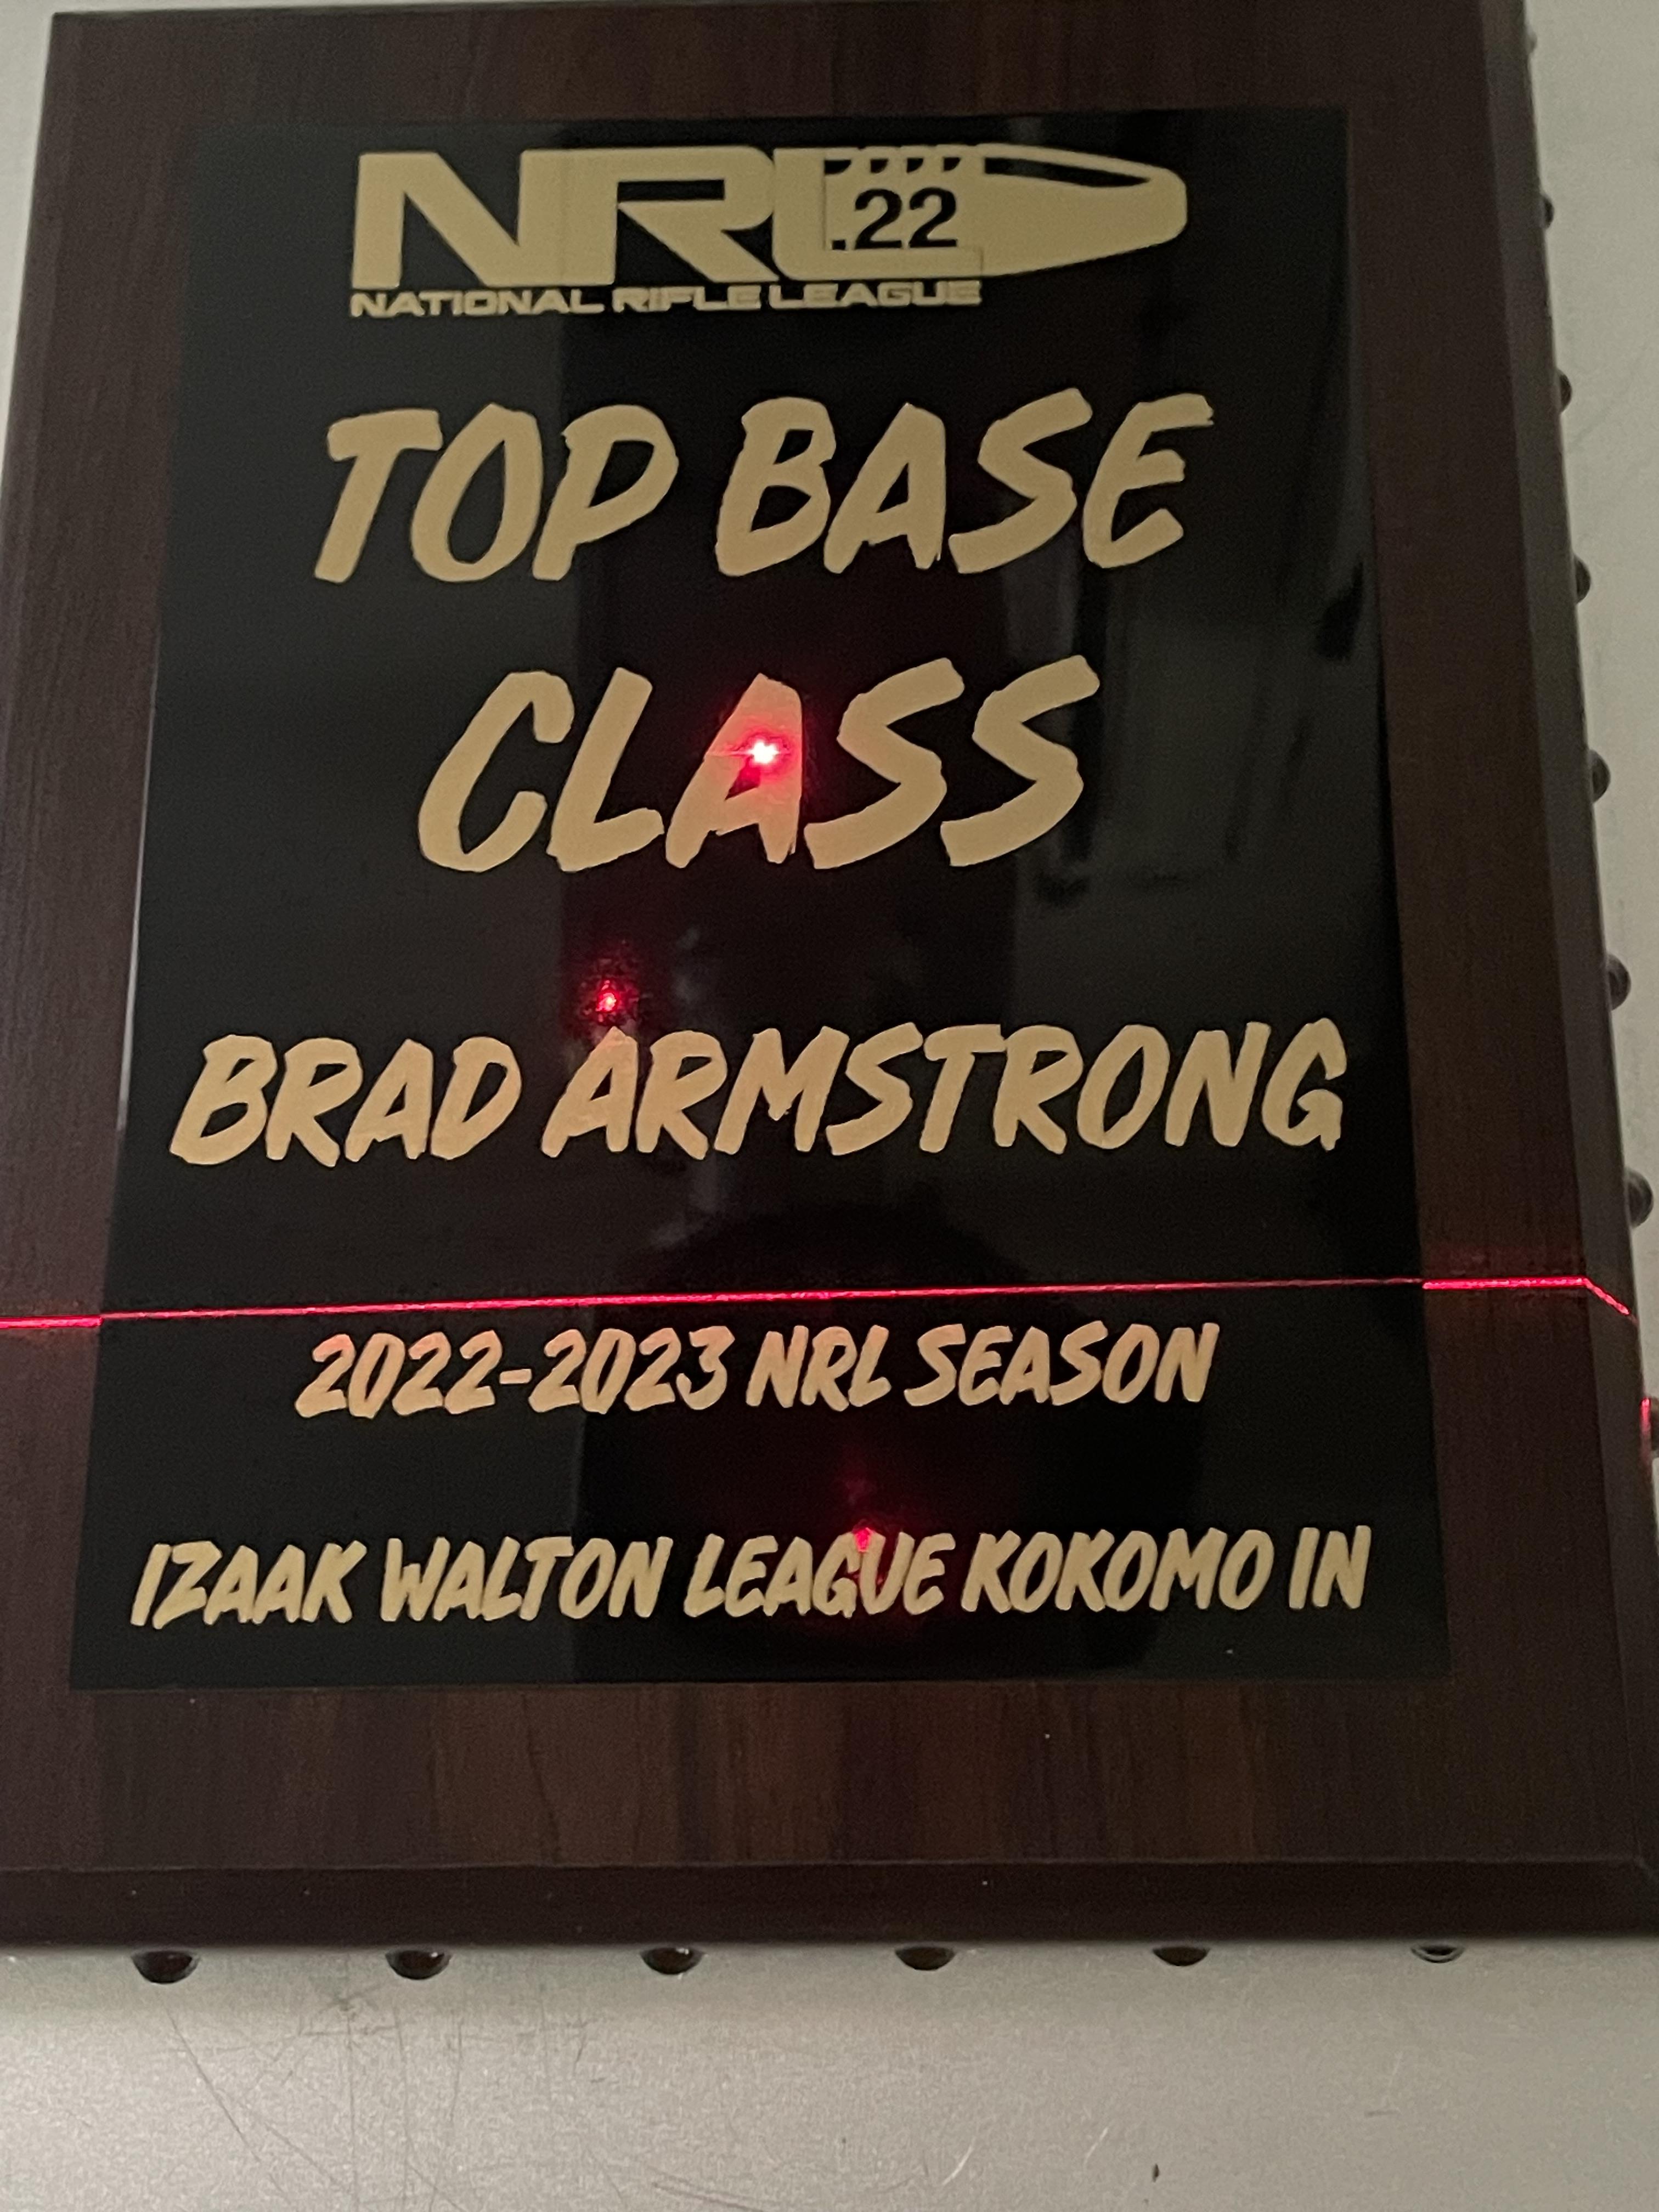 NRL .22
NATIONAL RIFLE LEAGUE
TOP BASE
CLASS
BRAD ARMSTRONG
2022-2023 NRL SEASON
IZAAK WALTON LEAGUE KOKOMO IN